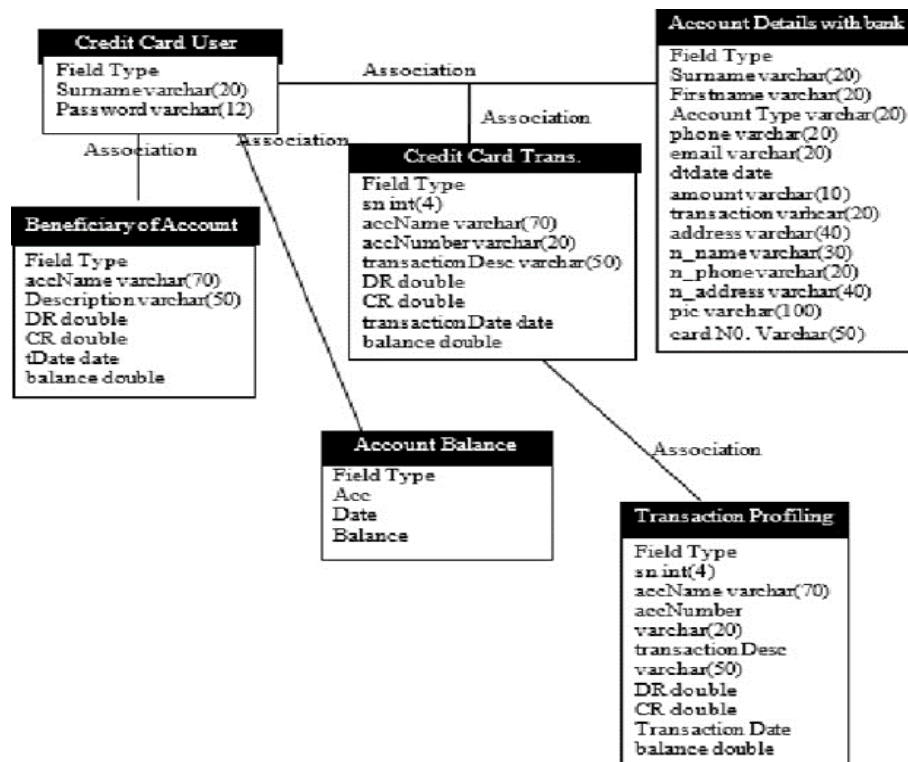 Credit Card User
Field Type
Surname varchar(20)
Password varchar(12)
Association
Account Details with bank
Field Type
Surname varchar(20)
Firstname varchar(20)
Account Type varchar(20)
phone varchar(20)
email varchar(20)
dtdate date
amount varchar(10)
transaction varhcar(20)
address varchar(40)
n_name varchar(30)
n_phone varchar(20)
n_address varchar(40)
pic varchar(100)
card N0. Varchar(50)
Association
Association
Association
Credit Card Trans.
Field Type
sn int(4)
accName varchar(70)
accNumber varchar(20)
transactionDesc varchar(50)
DR double
CR double
transactionDate date
balance double
Beneficiary of Account
Field Type
accName varchar(70)
Description varchar(50)
DR double
CR double
tDate date
balance double
Account Balance
Field Type
Acc
Date
Balance
Association
Transaction Profiling
Field Type
sn int(4)
accName varchar(70)
accNumber
varchar(20)
transactionDesc
varchar(50)
DR double
CR double
Transaction Date
balance double